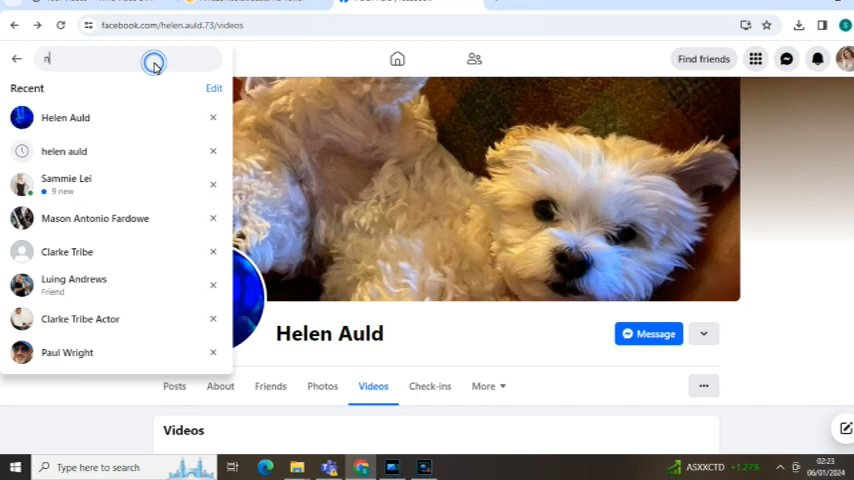 facebook.com/helen.auld.73/videos
S
n
Find friends
Recent
Edit
Helen Auld
helen auld
Sammie Lei
9 new
Mason Antonio Fardowe
Clarke Tribe
Luing Andrews
Friend
Clarke Tribe Actor
Paul Wright
Helen Auld
Message
Posts
About
Friends
Photos
Videos
Check-ins
More
Videos
Type here to search
ASXXCTD +1.27%
02:23
06/01/2024